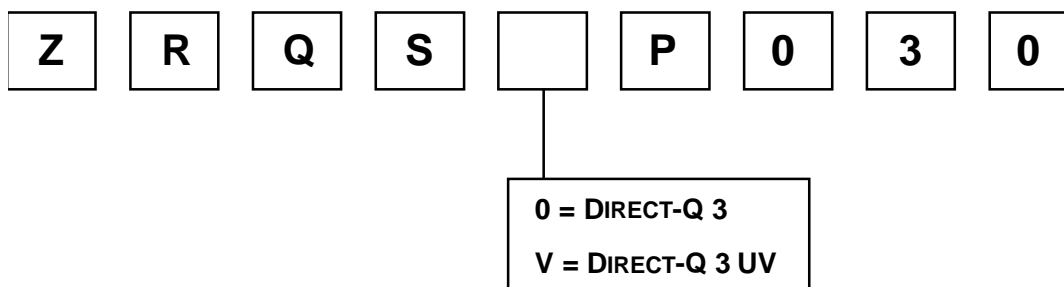 Z R Q S P 0 3 0
0 = DIRECT-Q 3
V = DIRECT-Q 3 UV